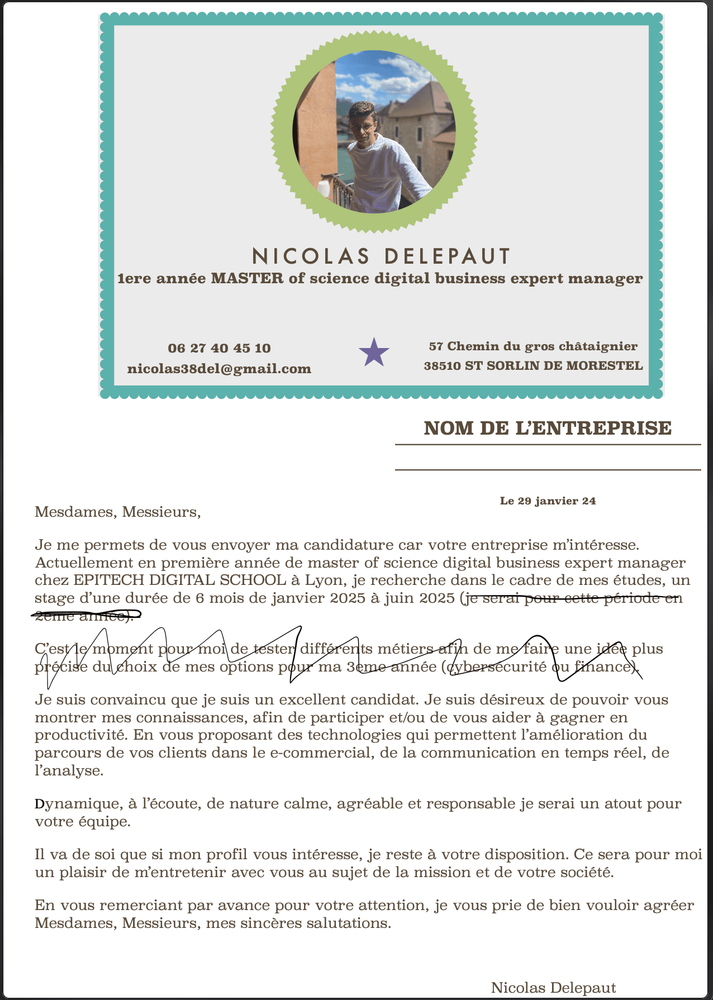 NICOLAS DELEPAUT
1ere année MASTER of science digital business expert manager
06 27 40 45 10
nicolas38del@gmail.com
57 Chemin du gros châtaignier
38510 ST SORLIN DE MORESTEL
NOM DE L'ENTREPRISE
Le 29 janvier 24
Mesdames, Messieurs,
Je me permets de vous envoyer ma candidature car votre entreprise m'intéresse.
Actuellement en première année de master of science digital business expert manager
chez EPITECH DIGITAL SCHOOL à Lyon, je recherche dans le cadre de mes études, un
stage d'une durée de 6 mois de janvier 2025 à juin 2025 (je serai pour cette période en
2ème année).
C'est le moment pour moi de tester différents métiers afin de me faire une idée plus
précise du choix de mes options pour ma 3ème année (cybersécurité ou finance).
Je suis convaincu que je suis un excellent candidat. Je suis désireux de pouvoir vous
montrer mes connaissances, afin de participer et/ou de vous aider à gagner en
productivité. En vous proposant des technologies qui permettent l'amélioration du
parcours de vos clients dans le e-commercial, de la communication en temps réel, de
l'analyse.
Dynamique, à l'écoute, de nature calme, agréable et responsable je serai un atout pour
votre équipe.
Il va de soi que si mon profil vous intéresse, je reste à votre disposition. Ce sera pour moi
un plaisir de m'entretenir avec vous au sujet de la mission et de votre société.
En vous remerciant par avance pour votre attention, je vous prie de bien vouloir agréer
Mesdames, Messieurs, mes sincères salutations.
Nicolas Delepaut